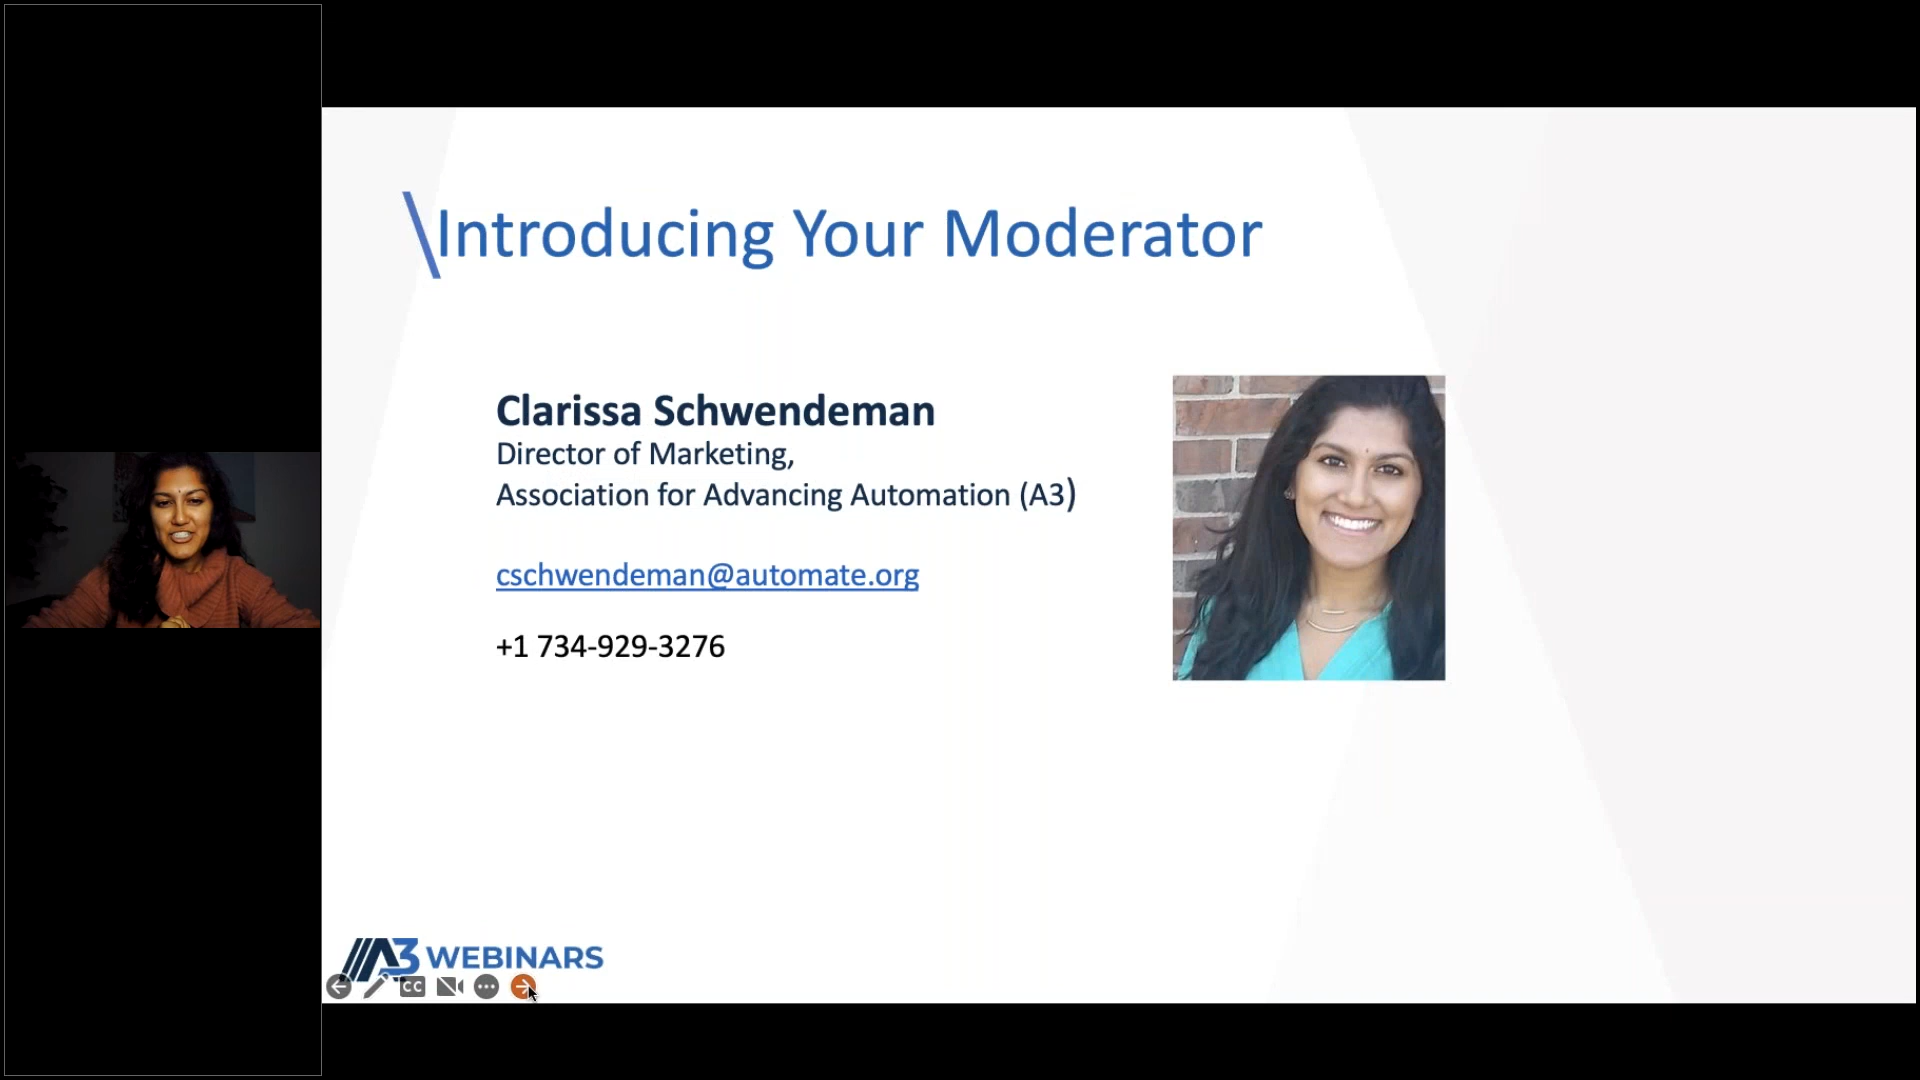 Introducing Your Moderator
Clarissa Schwendeman
Director of Marketing,
Association for Advancing Automation (A3)
cschwendeman@automate.org
+1 734-929-3276
A3 WEBINARS
CC